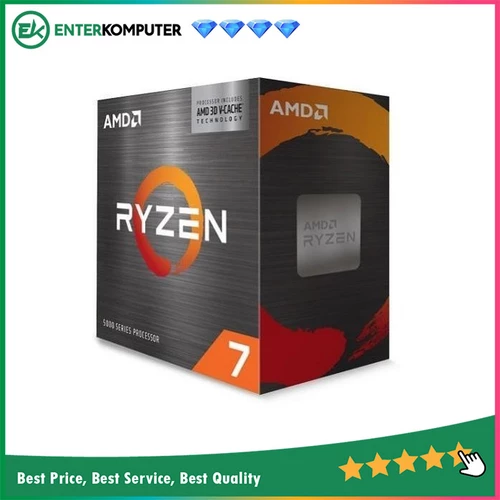 EK ENTERKOMPUTER
AMD
PROCESSOR INCLUDES
AMD 3D V-CACHE
TECHNOLOGY
RYZEN
5000 SERIES PROCESSOR
7
AMD
AMD
RYZEN
Best Price, Best Service, Best Quality